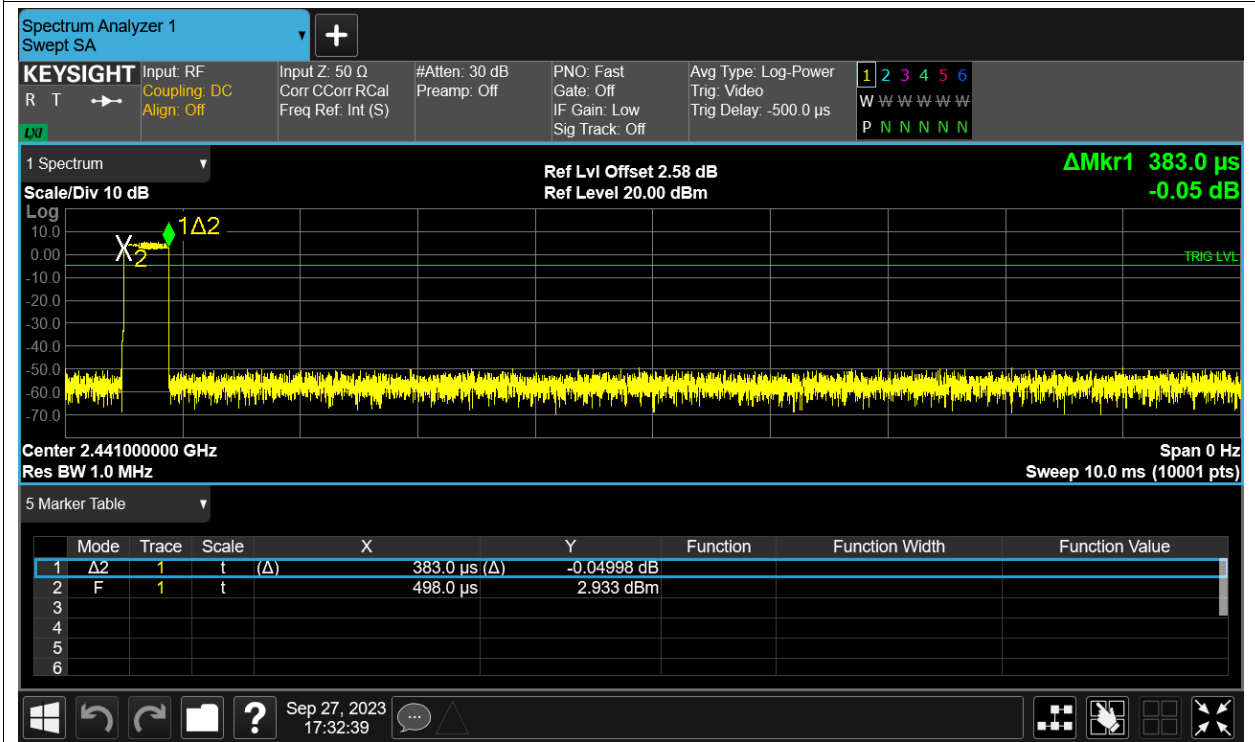 Spectrum Analyzer 1
Swept SA
KEYSIGHT
R T
LXI
Input: RF
Coupling: DC
Align: Off
Input Z: 50 Ω
Corr CCorr RCal
Freq Ref: Int (S)
#Atten: 30 dB
Preamp: Off
PNO: Fast
Gate: Off
IF Gain: Low
Sig Track: Off
Avg Type: Log-Power
Trig: Video
Trig Delay: -500.0 µs
1 2 3 4 5 6
W W W W W W
P N N N N N
1 Spectrum
Scale/Div 10 dB
Ref Lvl Offset 2.58 dB
Ref Level 20.00 dBm
ΔMkr1 383.0 µs
-0.05 dB
Log
10.0
0.00
-10.0
-20.0
-30.0
-40.0
-50.0
-60.0
-70.0
1Δ2
X2
TRIG LVL
Center 2.441000000 GHz
Res BW 1.0 MHz
Span 0 Hz
Sweep 10.0 ms (10001 pts)
5 Marker Table
Mode Trace Scale X Y Function Function Width Function Value
1 Δ2 1 t (Δ) 383.0 µs (Δ) -0.04998 dB
2 F 1 t 498.0 µs 2.933 dBm
3
4
5
6
?
Sep 27, 2023
17:32:39